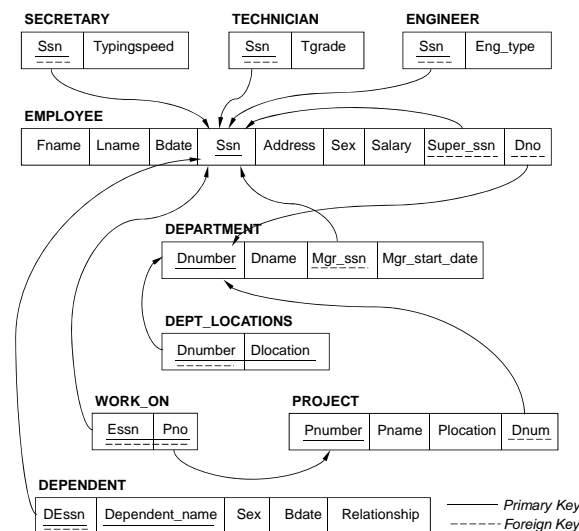 SECRETARY TECHNICIAN ENGINEER
Ssn Typingspeed Ssn Tgrade Ssn Eng_type
EMPLOYEE
Fname Lname Bdate Ssn Address Sex Salary Super_ssn Dno
DEPARTMENT
Dnumber Dname Mgr_ssn Mgr_start_date
DEPT_LOCATIONS
Dnumber Dlocation
WORK_ON PROJECT
Essn Pno Pnumber Pname Plocation Dnum
DEPENDENT
DEssn Dependent_name Sex Bdate Relationship
Primary Key
Foreign Key